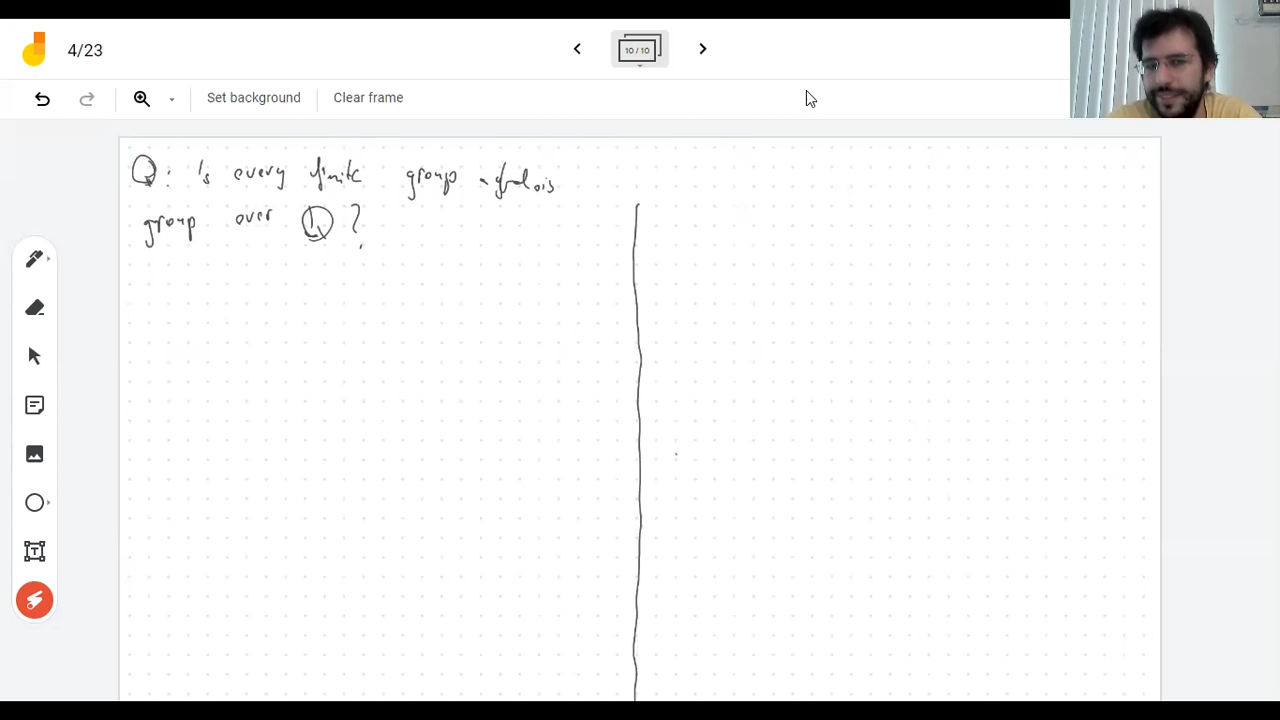 4/23
10 / 10
Set background
Clear frame
Q: Is every finite group a Galois
group over ℚ ?